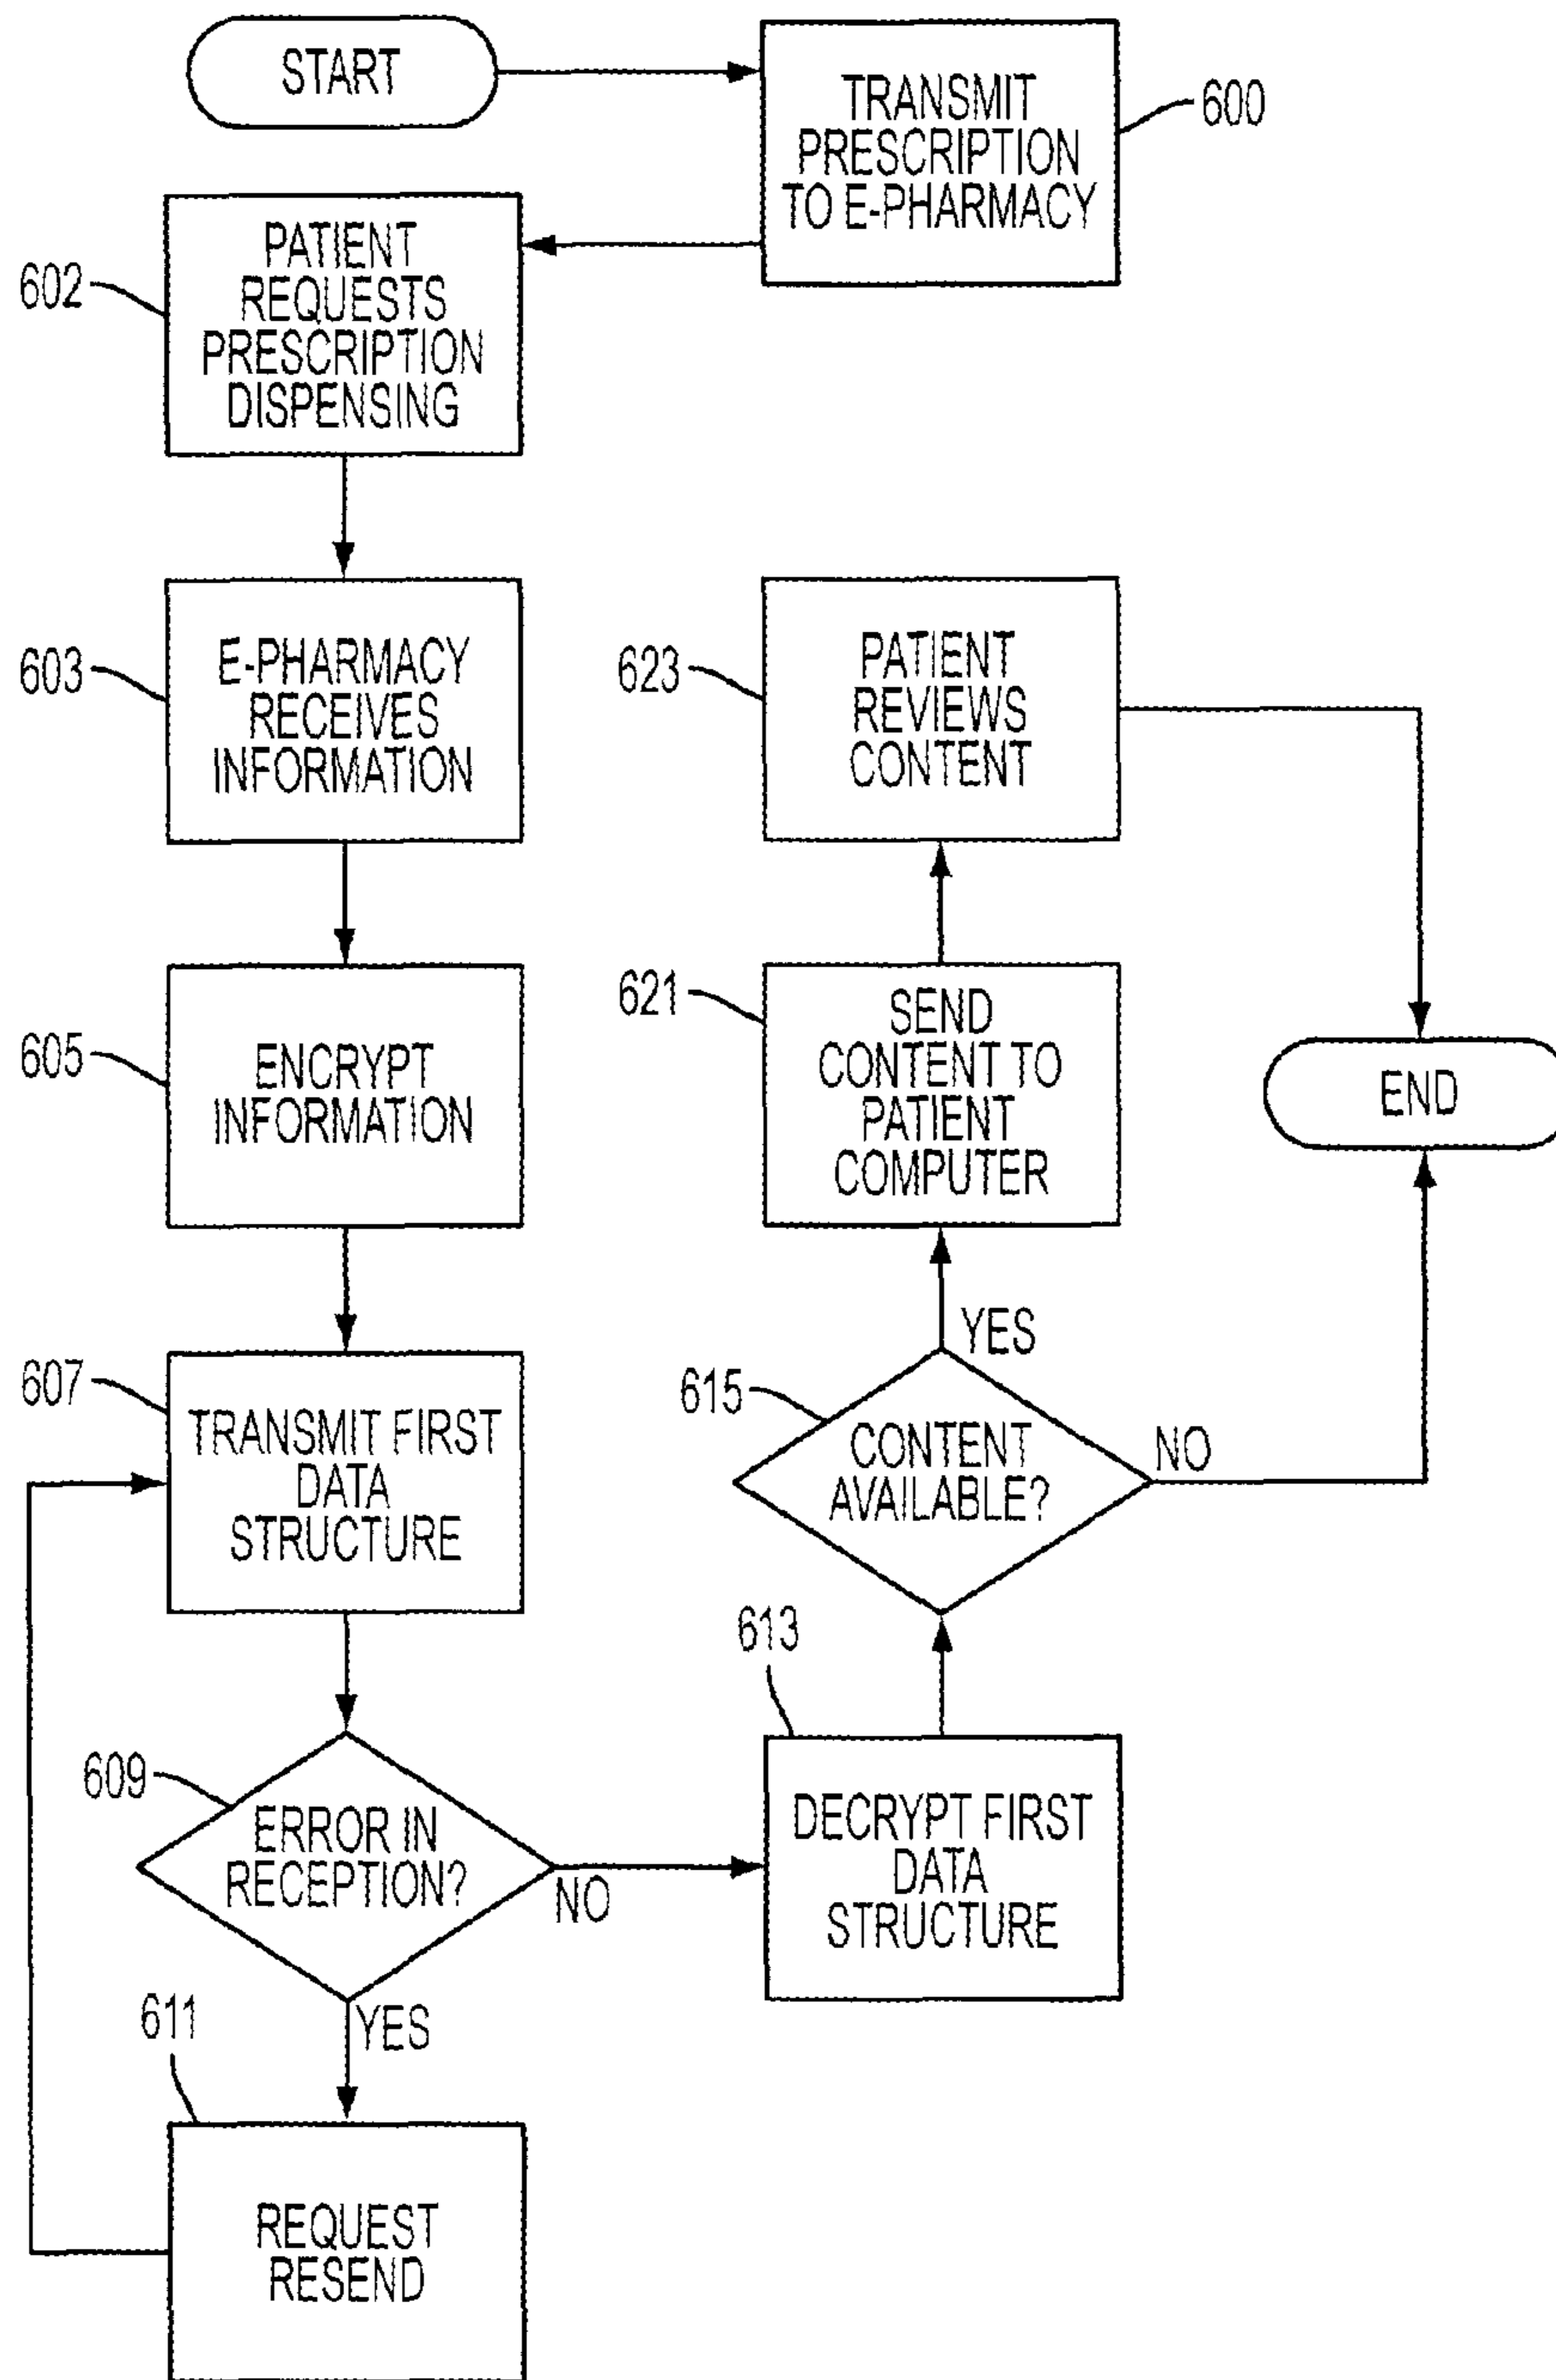 START
TRANSMIT
PRESCRIPTION
TO E-PHARMACY
600
602
PATIENT
REQUESTS
PRESCRIPTION
DISPENSING
603
E-PHARMACY
RECEIVES
INFORMATION
605
ENCRYPT
INFORMATION
607
TRANSMIT FIRST
DATA
STRUCTURE
609
ERROR IN
RECEPTION?
NO
YES
611
REQUEST
RESEND
613
DECRYPT FIRST
DATA
STRUCTURE
615
CONTENT
AVAILABLE?
YES
NO
621
SEND
CONTENT TO
PATIENT
COMPUTER
623
PATIENT
REVIEWS
CONTENT
END